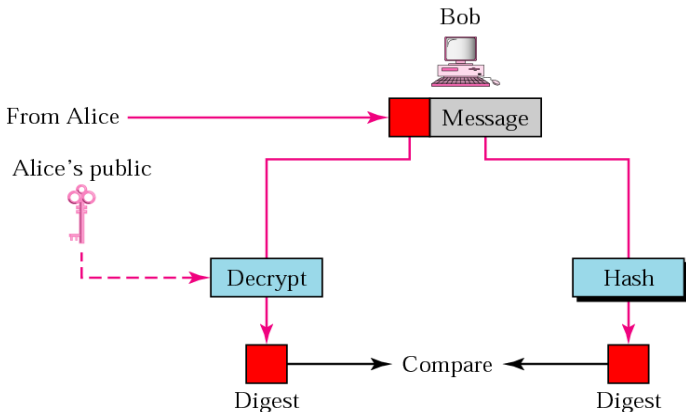 Bob
From Alice
Message
Alice's public
Decrypt
Hash
Compare
Digest
Digest